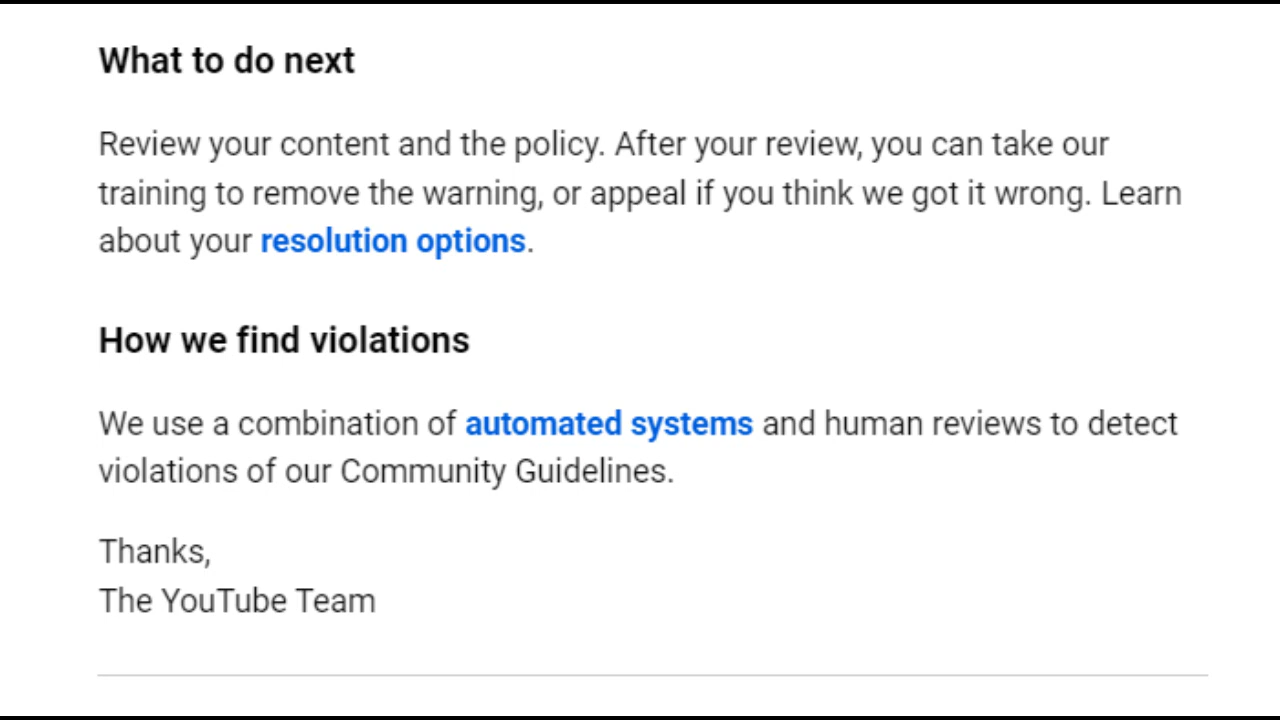 What to do next
Review your content and the policy. After your review, you can take our
training to remove the warning, or appeal if you think we got it wrong. Learn
about your resolution options.
How we find violations
We use a combination of automated systems and human reviews to detect
violations of our Community Guidelines.
Thanks,
The YouTube Team